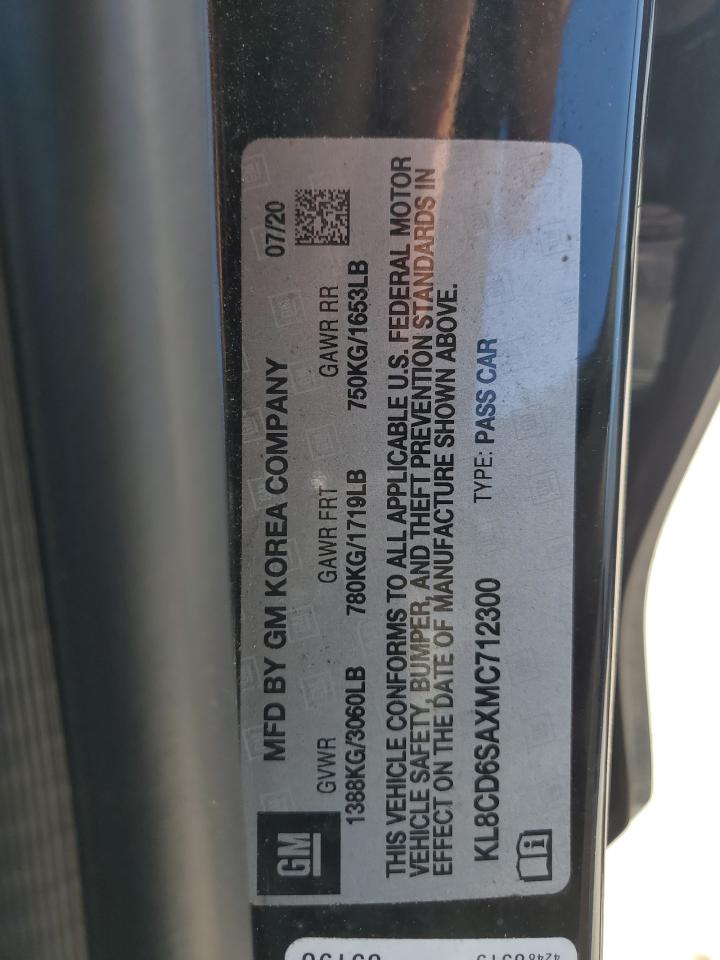 GM
MFD BY GM KOREA COMPANY 07/20
GVWR GAWR FRT GAWR RR
1388KG/3060LB 780KG/1719LB 750KG/1653LB
THIS VEHICLE CONFORMS TO ALL APPLICABLE U.S. FEDERAL MOTOR
VEHICLE SAFETY, BUMPER, AND THEFT PREVENTION STANDARDS IN
EFFECT ON THE DATE OF MANUFACTURE SHOWN ABOVE.
KL8CD6SAXMC712300 TYPE: PASS CAR